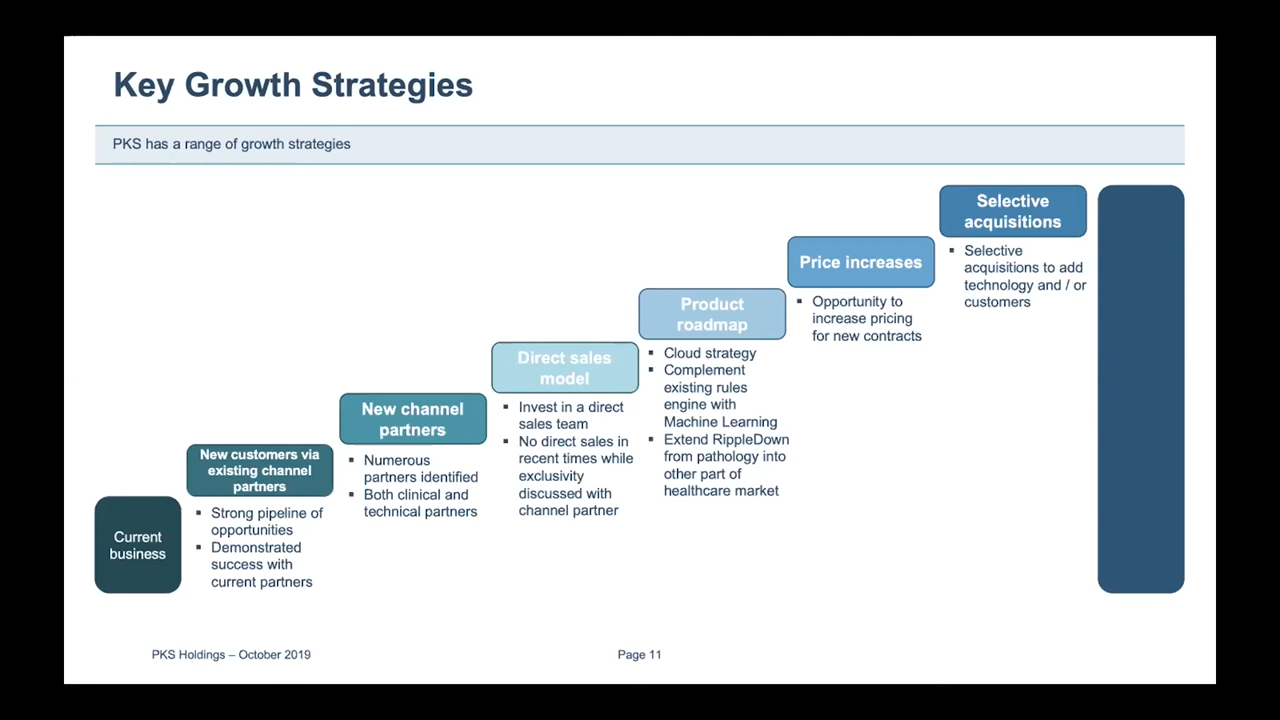 Key Growth Strategies
PKS has a range of growth strategies
Current
business
New customers via
existing channel
partners
▪ Strong pipeline of
opportunities
▪ Demonstrated
success with
current partners
New channel
partners
▪ Numerous
partners identified
▪ Both clinical and
technical partners
Direct sales
model
▪ Invest in a direct
sales team
▪ No direct sales in
recent times while
exclusivity
discussed with
channel partner
Product
roadmap
▪ Cloud strategy
▪ Complement
existing rules
engine with
Machine Learning
▪ Extend RippleDown
from pathology into
other part of
healthcare market
Price increases
▪ Opportunity to
increase pricing
for new contracts
Selective
acquisitions
▪ Selective
acquisitions to add
technology and / or
customers
PKS Holdings – October 2019
Page 11